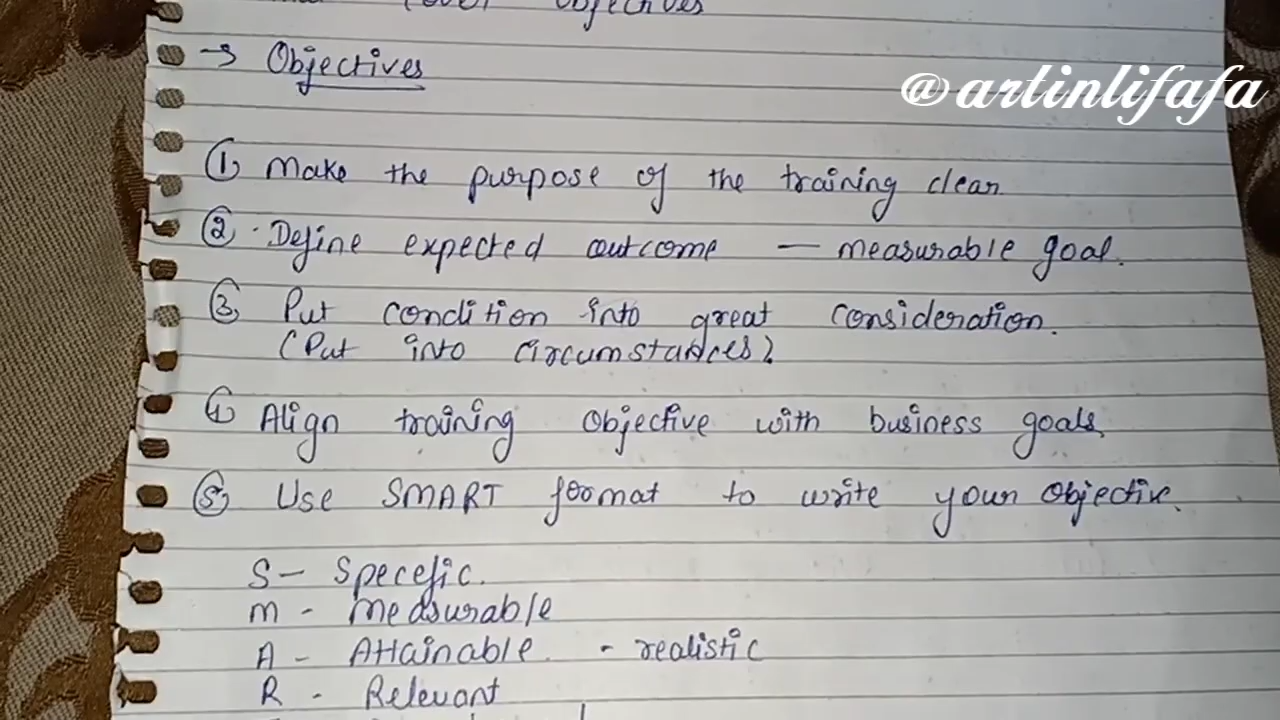 Objectives
→ Objectives
@artinlifafa
① Make the purpose of the training clear
② Define expected outcome — measurable goal.
③ Put condition into great consideration.
(Put into circumstances).
④ Align training objective with business goals.
⑤ Use SMART format to write your objective.
S - Specefic.
M - Measurable
A - Attainable. - realistic
R - Relevant